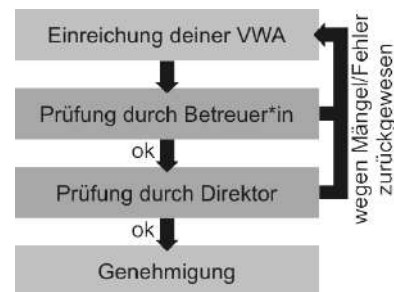 Einreichung deiner VWA
Prüfung durch Betreuer*in
ok
Prüfung durch Direktor
ok
Genehmigung
wegen Mängel/Fehler
zurückgewesen